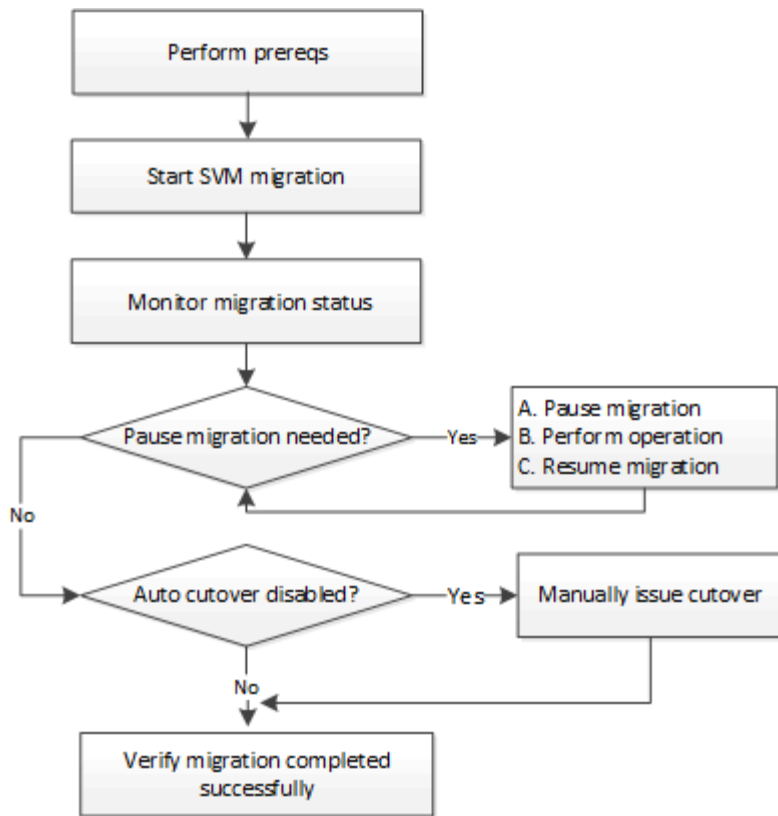 Perform prereqs
Start SVM migration
Monitor migration status
Pause migration needed?
Yes
A. Pause migration
B. Perform operation
C. Resume migration
No
Auto cutover disabled?
Yes
Manually issue cutover
No
Verify migration completed
successfully